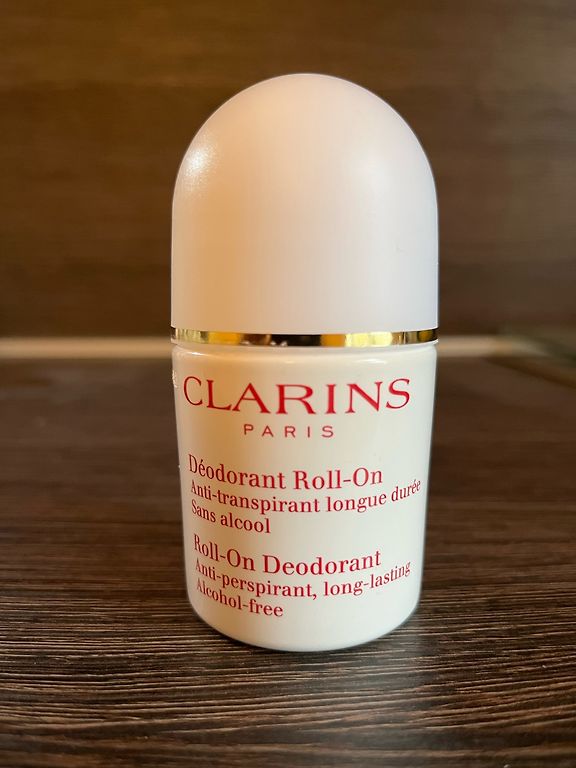 CLARINS
PARIS
Déodorant Roll-On
Anti-transpirant longue durée
Sans alcool
Roll-On Deodorant
Anti-perspirant, long-lasting
Alcohol-free